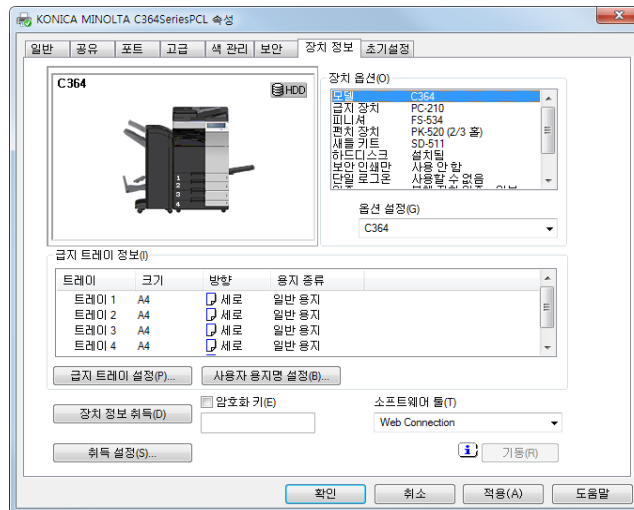 KONICA MINOLTA C364SeriesPCL 속성
일반 공유 포트 고급 색 관리 보안 장치 정보 초기설정
C364
HDD
1
2
3
4
장치 옵션(O)
모델 C364
급지 장치 PC-210
피니셔 FS-534
펀치 장치 PK-520 (2/3 홀)
새들 키트 SD-511
하드디스크 설치됨
보안 인쇄만 사용 안 함
단일 로그온 사용할 수 없음
옵션 설정(G)
C364
급지 트레이 정보(I)
트레이 크기 방향 용지 종류
트레이 1 A4 세로 일반 용지
트레이 2 A4 세로 일반 용지
트레이 3 A4 세로 일반 용지
트레이 4 A4 세로 일반 용지
급지 트레이 설정(P)... 사용자 용지명 설정(B)...
장치 정보 취득(D)
암호화 키(E)
소프트웨어 툴(T)
Web Connection
취득 설정(S)...
기동(R)
확인 취소 적용(A) 도움말